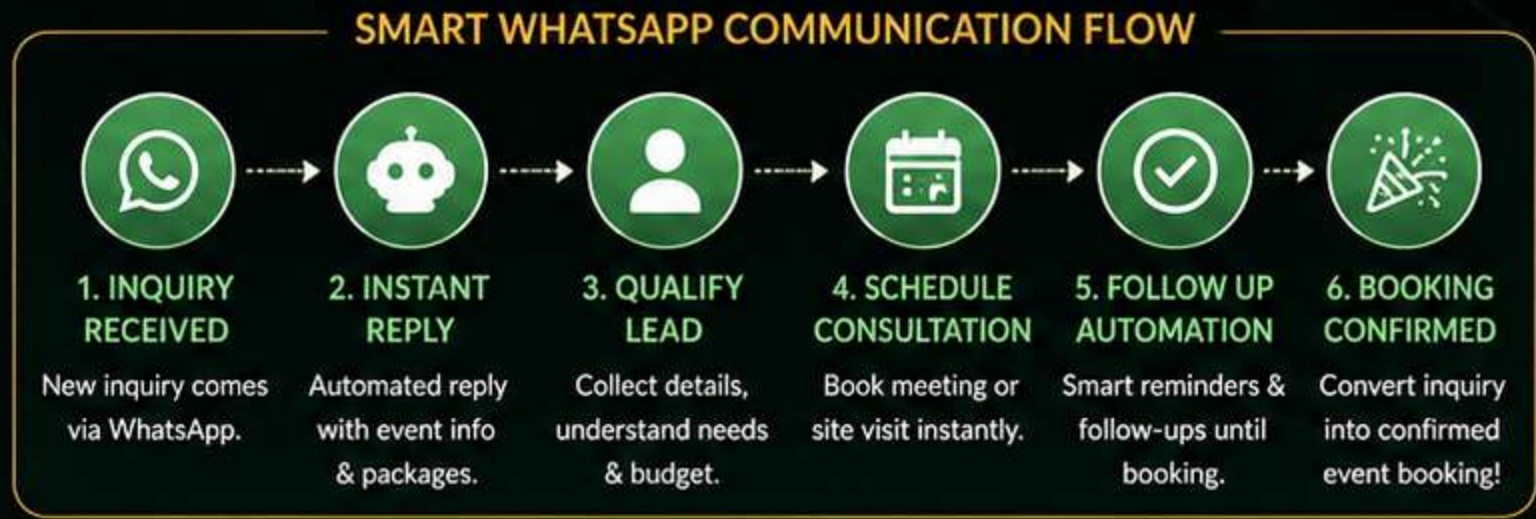 SMART WHATSAPP COMMUNICATION FLOW
1. INQUIRY
RECEIVED
New inquiry comes
via WhatsApp.
2. INSTANT
REPLY
Automated reply
with event info
& packages.
3. QUALIFY
LEAD
Collect details,
understand needs
& budget.
4. SCHEDULE
CONSULTATION
Book meeting or
site visit instantly.
5. FOLLOW UP
AUTOMATION
Smart reminders &
follow-ups until
booking.
6. BOOKING
CONFIRMED
Convert inquiry
into confirmed
event booking!